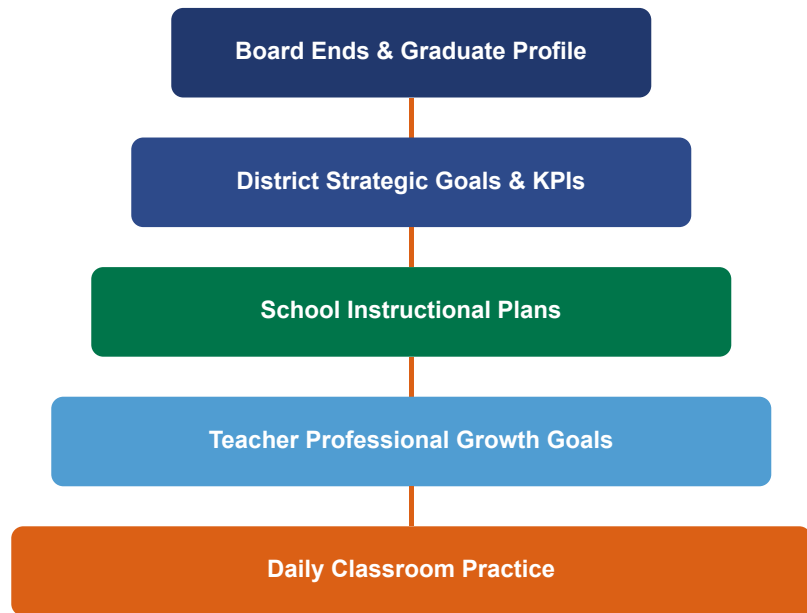 Board Ends & Graduate Profile
District Strategic Goals & KPIs
School Instructional Plans
Teacher Professional Growth Goals
Daily Classroom Practice